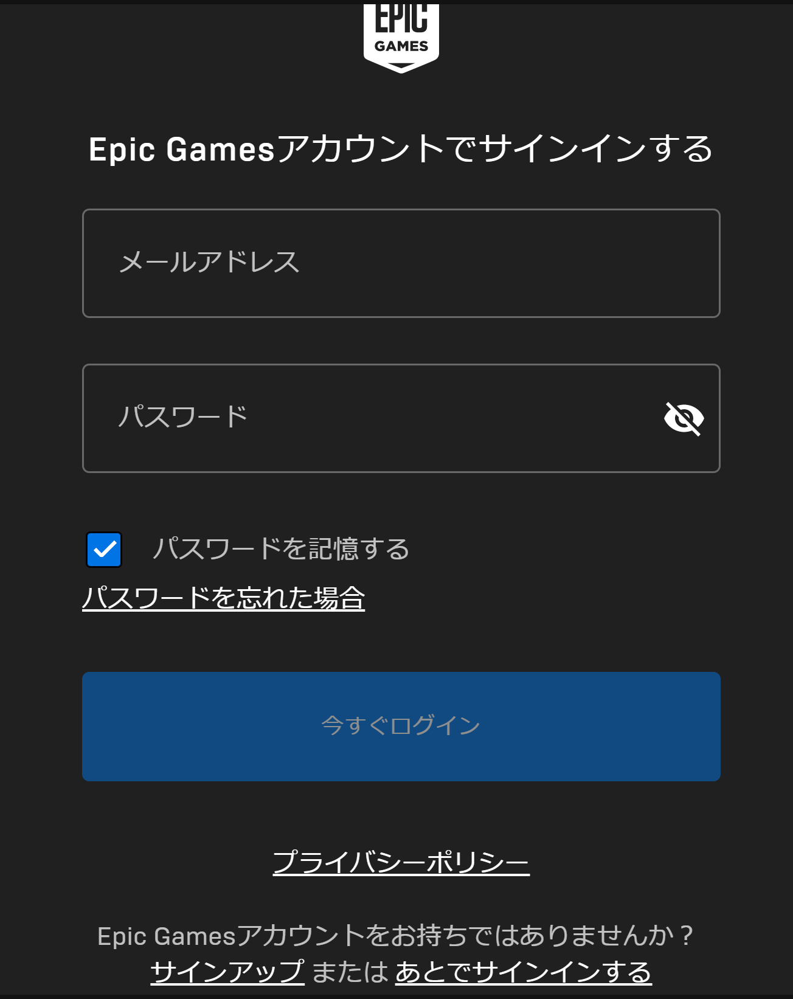 EPIC
GAMES
Epic Gamesアカウントでサインインする
メールアドレス
パスワード
パスワードを記憶する
パスワードを忘れた場合
今すぐログイン
プライバシーポリシー
Epic Gamesアカウントをお持ちではありませんか？
サインアップ または あとでサインインする